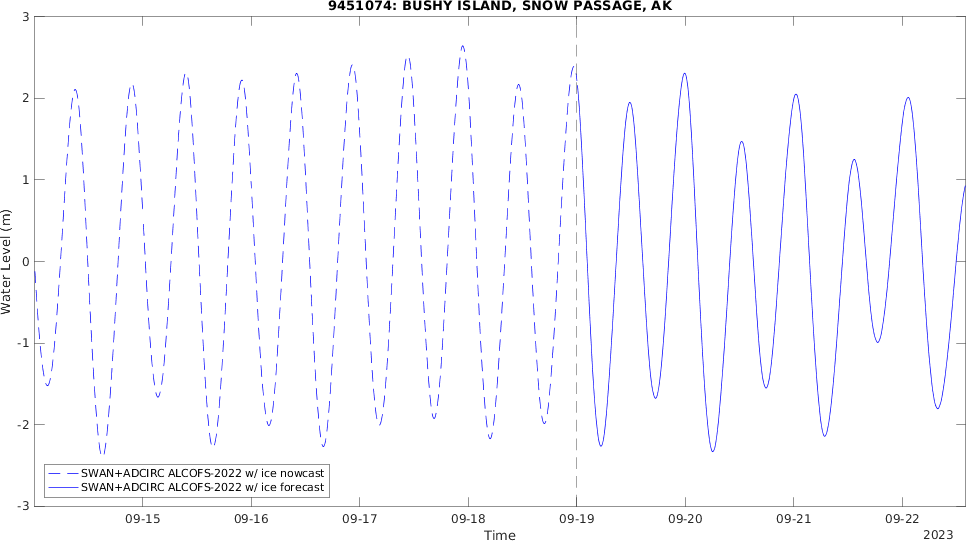 9451074: BUSHY ISLAND, SNOW PASSAGE, AK
3
2
1
0
-1
-2
-3
Water Level (m)
SWAN+ADCIRC ALCOFS-2022 w/ ice nowcast
SWAN+ADCIRC ALCOFS-2022 w/ ice forecast
09-15 09-16 09-17 09-18 09-19 09-20 09-21 09-22
Time
2023